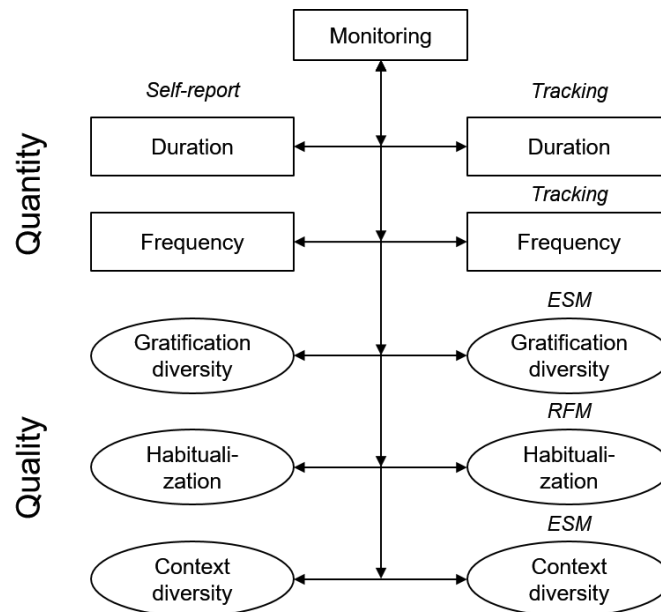 Monitoring
Self-report
Tracking
Quantity
Duration
Duration
Tracking
Frequency
Frequency
ESM
Gratification
diversity
Gratification
diversity
Quality
RFM
Habituali-
zation
Habituali-
zation
ESM
Context
diversity
Context
diversity